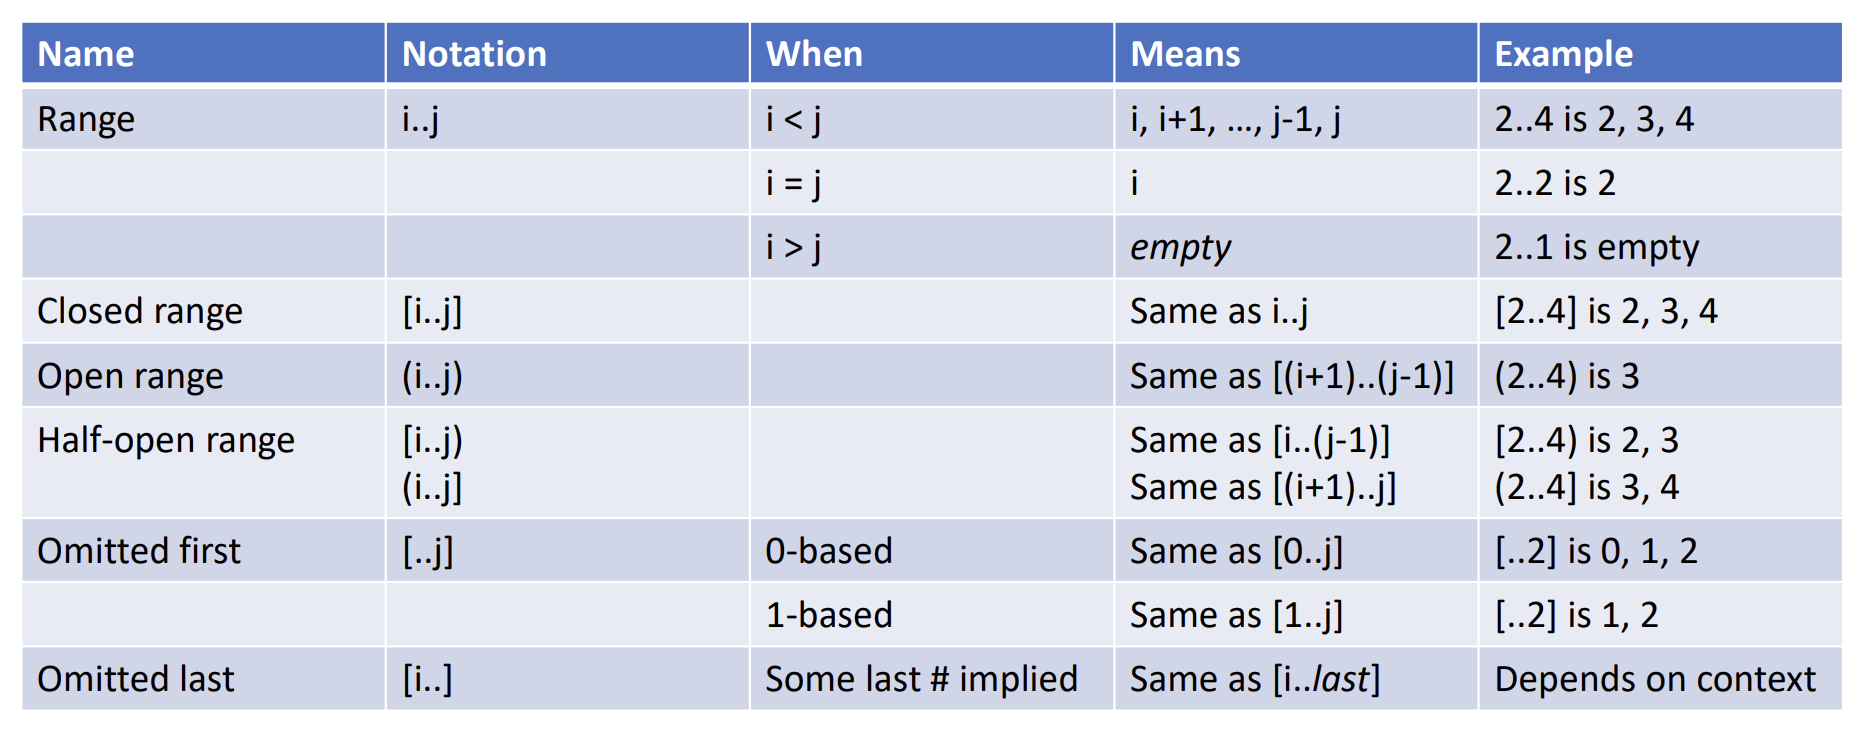 Name Notation When Means Example
Range i..j i < j i, i+1, …, j-1, j 2..4 is 2, 3, 4
i = j i 2..2 is 2
i > j empty 2..1 is empty
Closed range [i..j] Same as i..j [2..4] is 2, 3, 4
Open range (i..j) Same as [(i+1)..(j-1)] (2..4) is 3
Half-open range [i..j) Same as [i..(j-1)] [2..4) is 2, 3
(i..j] Same as [(i+1)..j] (2..4] is 3, 4
Omitted first [..j] 0-based Same as [0..j] [..2] is 0, 1, 2
1-based Same as [1..j] [..2] is 1, 2
Omitted last [i..] Some last # implied Same as [i..last] Depends on context